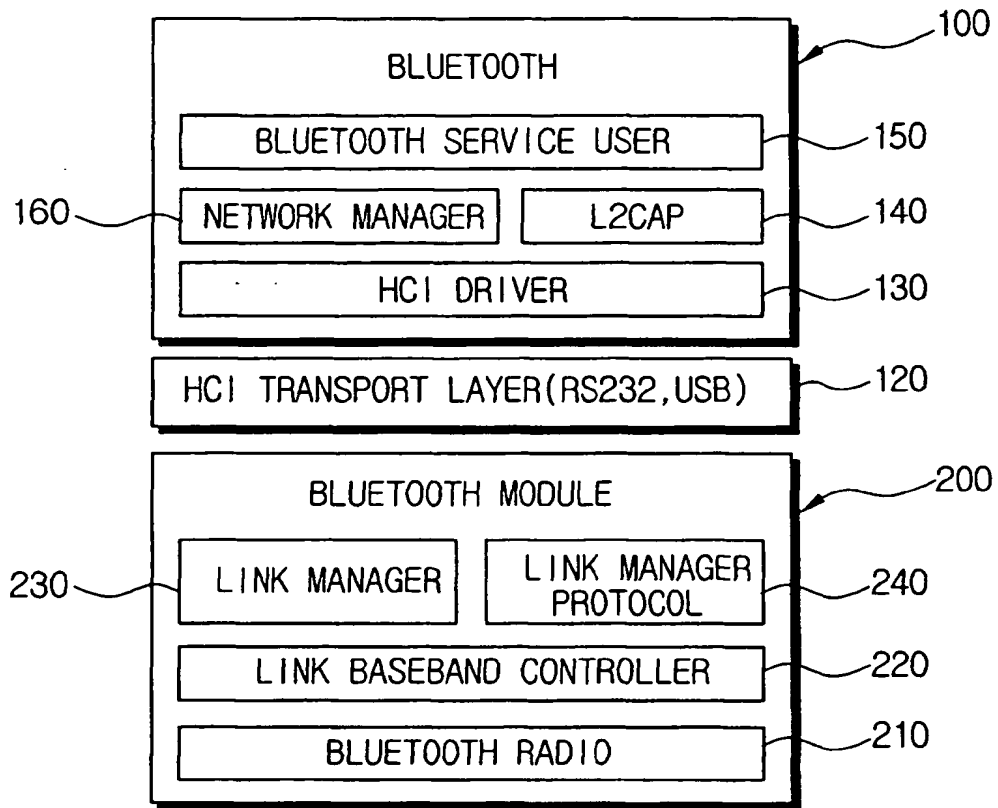 BLUETOOTH
100
BLUETOOTH SERVICE USER
150
160
NETWORK MANAGER
L2CAP
140
HCI DRIVER
130
HCI TRANSPORT LAYER(RS232,USB)
120
BLUETOOTH MODULE
200
230
LINK MANAGER
LINK MANAGER
PROTOCOL
240
LINK BASEBAND CONTROLLER
220
BLUETOOTH RADIO
210